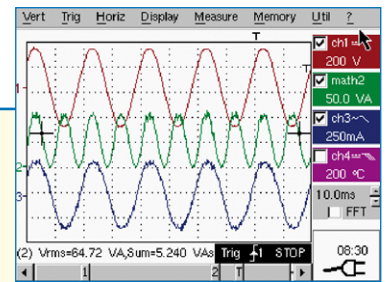 Vert Trig Horiz Display Measure Memory Util ?
T
ch1
200 V
T
math2
50.0 VA
1-
ch3
250mA
ch4
200 ºC
2
3-
10.0ms
FFT
(2) Vrms=64.72 VA,Sum=5.240 VAs Trig 1 STOP
08:30
1 2 T